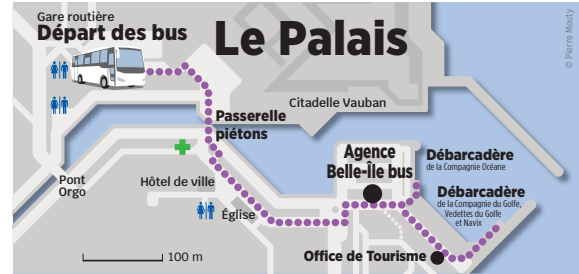 Gare routière
Départ des bus
Le Palais
© Pierre Mouty
Citadelle Vauban
Passerelle
piétons
Agence
Belle-Île bus
Débarcadère
de la Compagnie Océane
Pont
Orgo
Hôtel de ville
Église
Débarcadère
de la Compagnie du Golfe,
Vedettes du Golfe
et Navix
Office de Tourisme
100 m